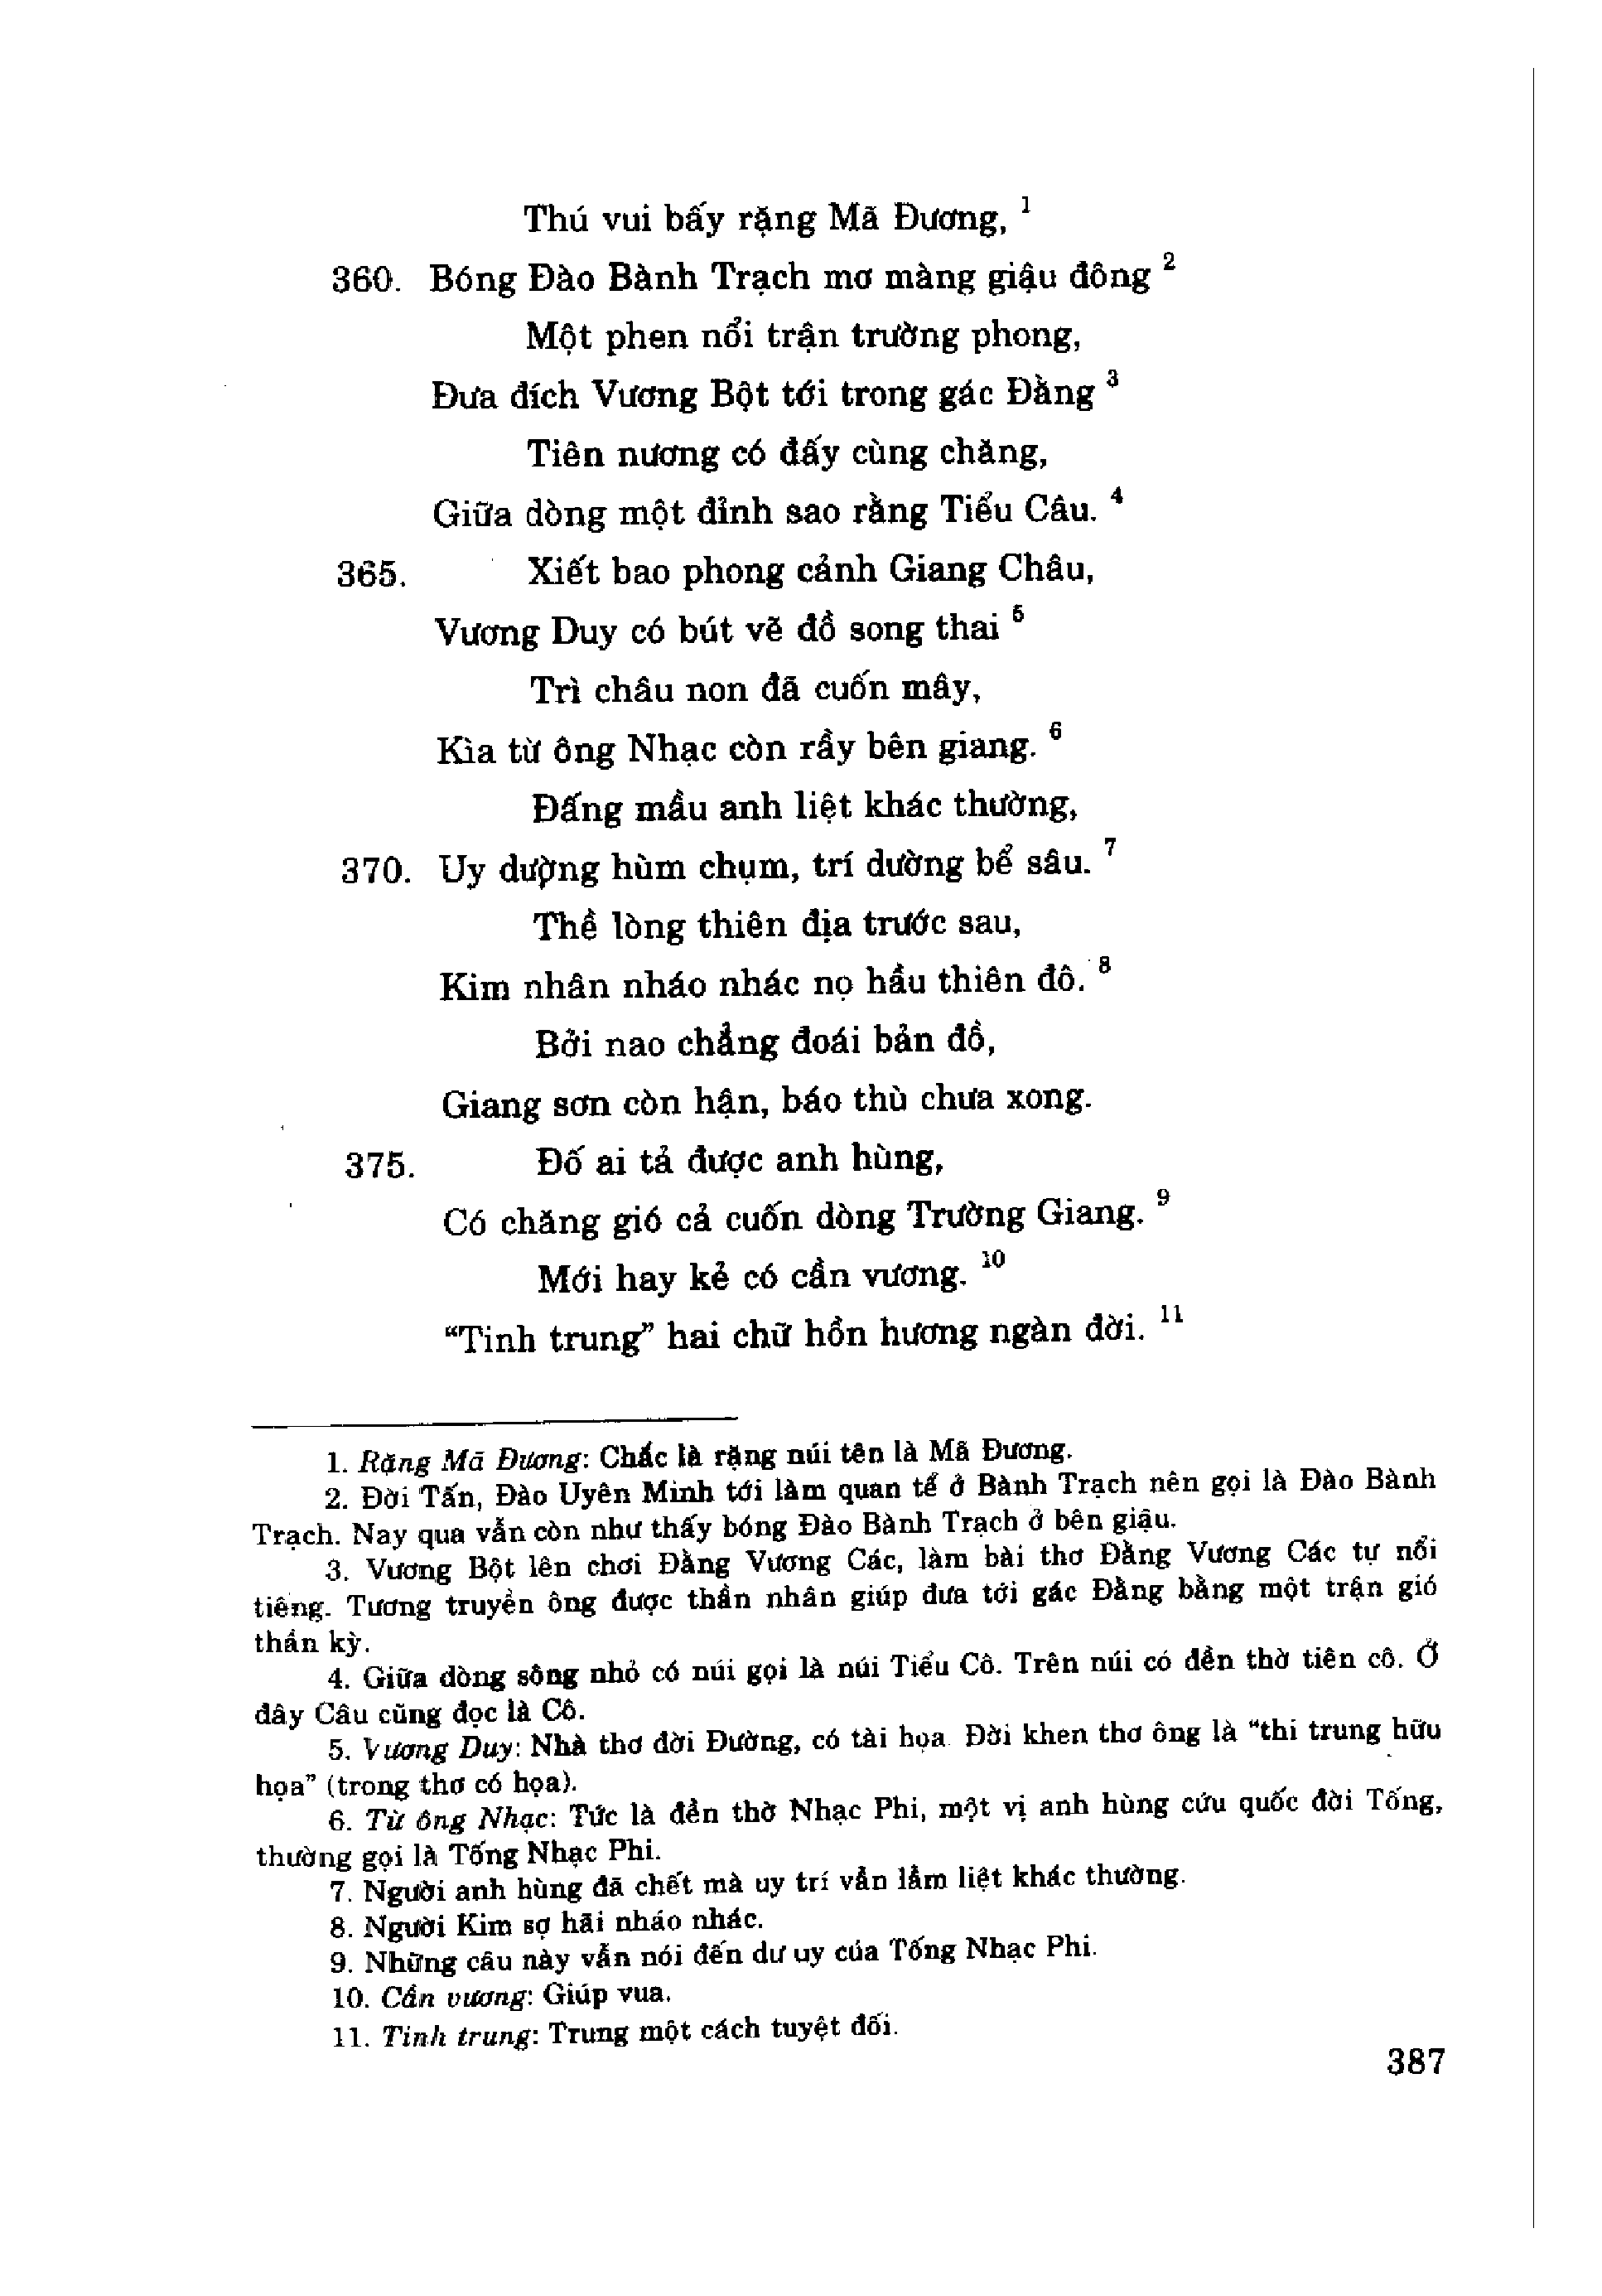 Thú vui bấy rặng Mã Đương, 1
360. Bóng Đào Bành Trạch mơ màng giậu đông 2
Một phen nổi trận trường phong,
Đưa đích Vương Bột tới trong gác Đằng 3
Tiên nương có đấy cùng chăng,
Giữa dòng một đỉnh sao rằng Tiểu Câu. 4
365. Xiết bao phong cảnh Giang Châu,
Vương Duy có bút vẽ đồ song thai 5
Trì châu non đã cuốn mây,
Kìa từ ông Nhạc còn rầy bên giang. 6
Đấng mầu anh liệt khác thường,
370. Uy dường hùm chụm, trí dường bể sâu. 7
Thề lòng thiên địa trước sau,
Kim nhân nháo nhác nọ hầu thiên đô. 8
Bởi nao chẳng đoái bản đồ,
Giang sơn còn hận, báo thù chưa xong.
375. Đố ai tả được anh hùng,
Có chăng gió cả cuốn dòng Trường Giang. 9
Mới hay kẻ có cần vương. 10
“Tinh trung” hai chữ hồn hương ngàn đời. 11
1. Rặng Mã Đương: Chắc là rặng núi tên là Mã Đương.
2. Đời Tấn, Đào Uyên Minh tới làm quan tể ở Bành Trạch nên gọi là Đào Bành
Trạch. Nay qua vẫn còn như thấy bóng Đào Bành Trạch ở bên giậu.
3. Vương Bột lên chơi Đằng Vương Các, làm bài thơ Đằng Vương Các tự nổi
tiếng. Tương truyền ông được thần nhân giúp đưa tới gác Đằng bằng một trận gió
thần kỳ.
4. Giữa dòng sông nhỏ có núi gọi là núi Tiểu Cô. Trên núi có đền thờ tiên cô. Ở
đây Câu cũng đọc là Cô.
5. Vương Duy: Nhà thơ đời Đường, có tài họa. Đời khen thơ ông là “thi trung hữu
họa” (trong thơ có họa).
6. Từ ông Nhạc: Tức là đền thờ Nhạc Phi, một vị anh hùng cứu quốc đời Tống,
thường gọi là Tống Nhạc Phi.
7. Người anh hùng đã chết mà uy trí vẫn lẫm liệt khác thường.
8. Người Kim sợ hãi nháo nhác.
9. Những câu này vẫn nói đến dư uy của Tống Nhạc Phi.
10. Cần vương: Giúp vua.
11. Tinh trung: Trung một cách tuyệt đối.
387